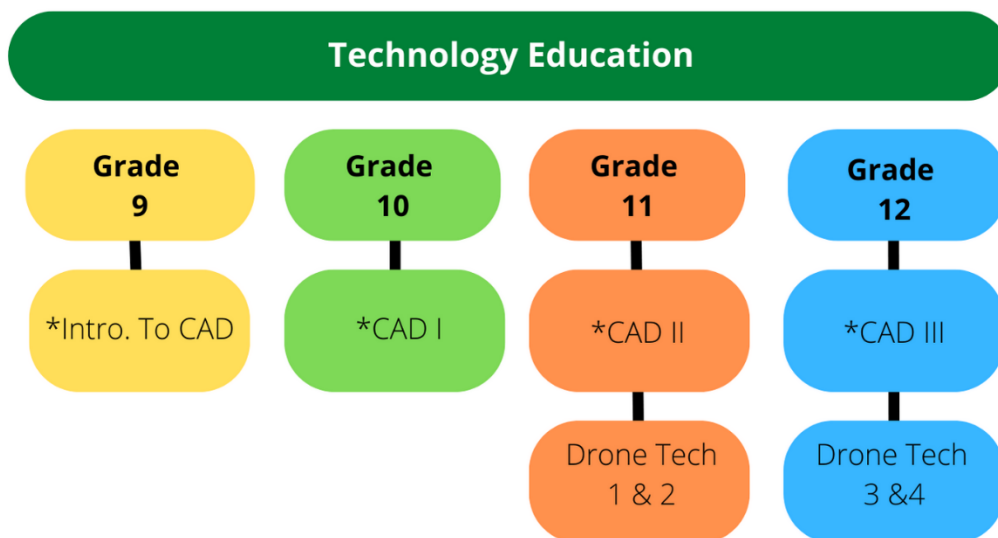 Technology Education
Grade
9
Grade
10
Grade
11
Grade
12
*Intro. To CAD
*CAD I
*CAD II
*CAD III
Drone Tech
1 & 2
Drone Tech
3 &4